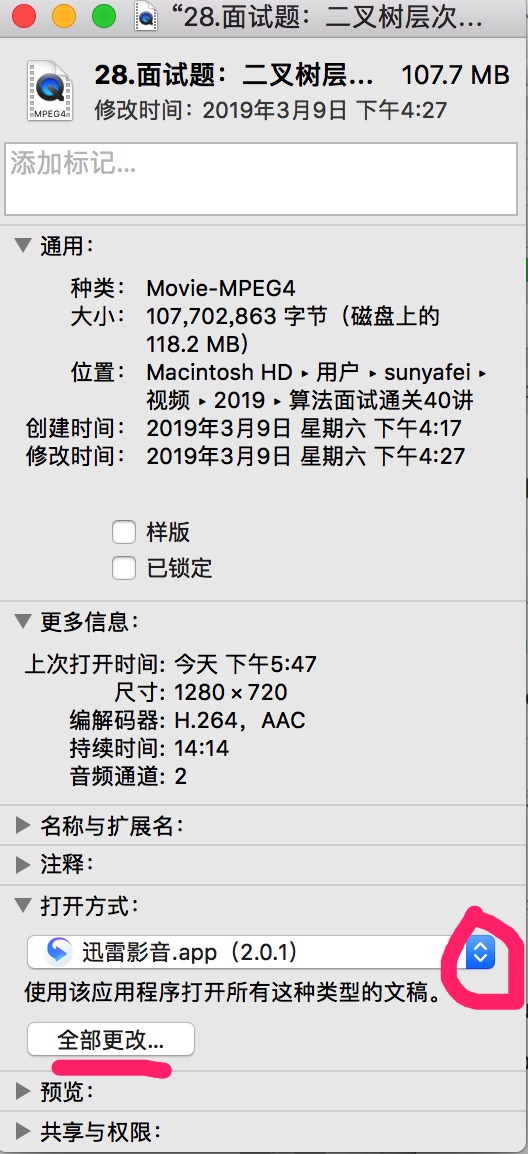 “28.面试题：二叉树层次...
28.面试题：二叉树层... 107.7 MB
MPEG4
修改时间：2019年3月9日 下午4:27
添加标记...
通用：
种类： Movie-MPEG4
大小： 107,702,863 字节（磁盘上的
118.2 MB）
位置： Macintosh HD ▸ 用户 ▸ sunyafei ▸
视频 ▸ 2019 ▸ 算法面试通关40讲
创建时间： 2019年3月9日 星期六 下午4:17
修改时间： 2019年3月9日 星期六 下午4:27
样版
已锁定
更多信息：
上次打开时间: 今天 下午5:47
尺寸: 1280 × 720
编解码器: H.264，AAC
持续时间: 14:14
音频通道: 2
名称与扩展名：
注释：
打开方式：
迅雷影音.app（2.0.1）
使用该应用程序打开所有这种类型的文稿。
全部更改...
预览：
共享与权限：